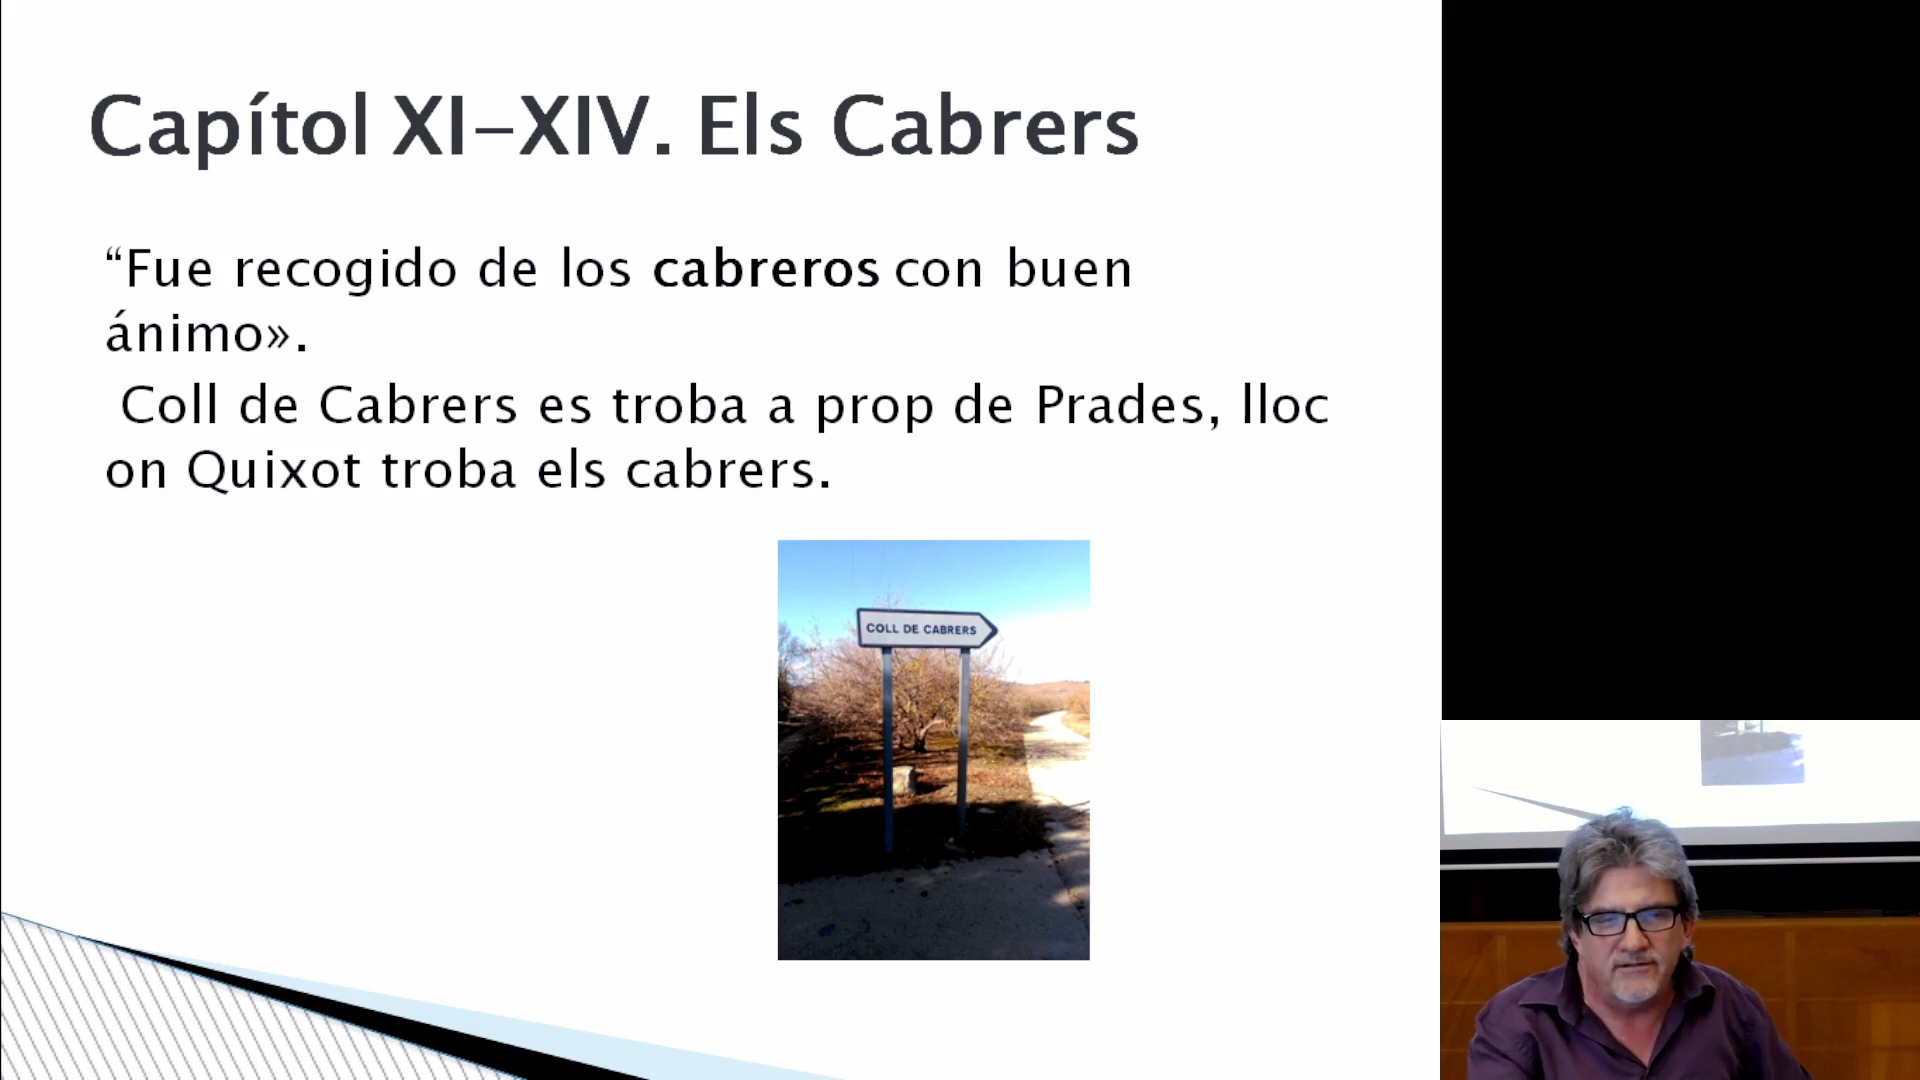 Capítol XI-XIV. Els Cabrers
“Fue recogido de los cabreros con buen
ánimo».
Coll de Cabrers es troba a prop de Prades, lloc
on Quixot troba els cabrers.
COLL DE CABRERS